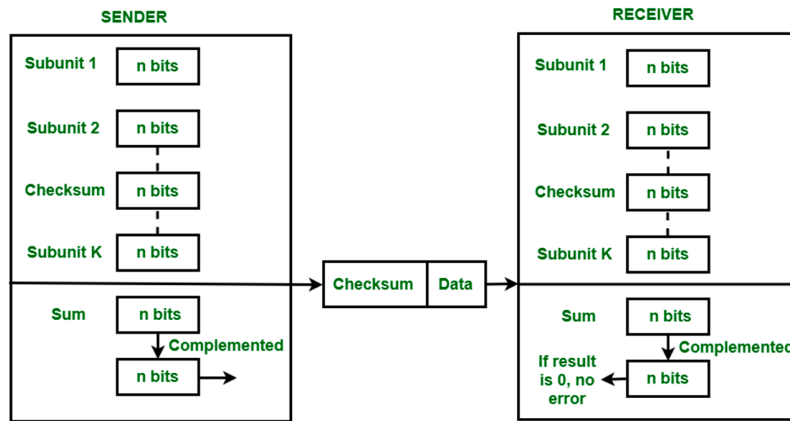 SENDER
Subunit 1
n bits
Subunit 2
n bits
Checksum
n bits
Subunit K
n bits
Sum
n bits
Complemented
n bits
Checksum
Data
RECEIVER
Subunit 1
n bits
Subunit 2
n bits
Checksum
n bits
Subunit K
n bits
Sum
n bits
Complemented
If result
is 0, no
error
n bits